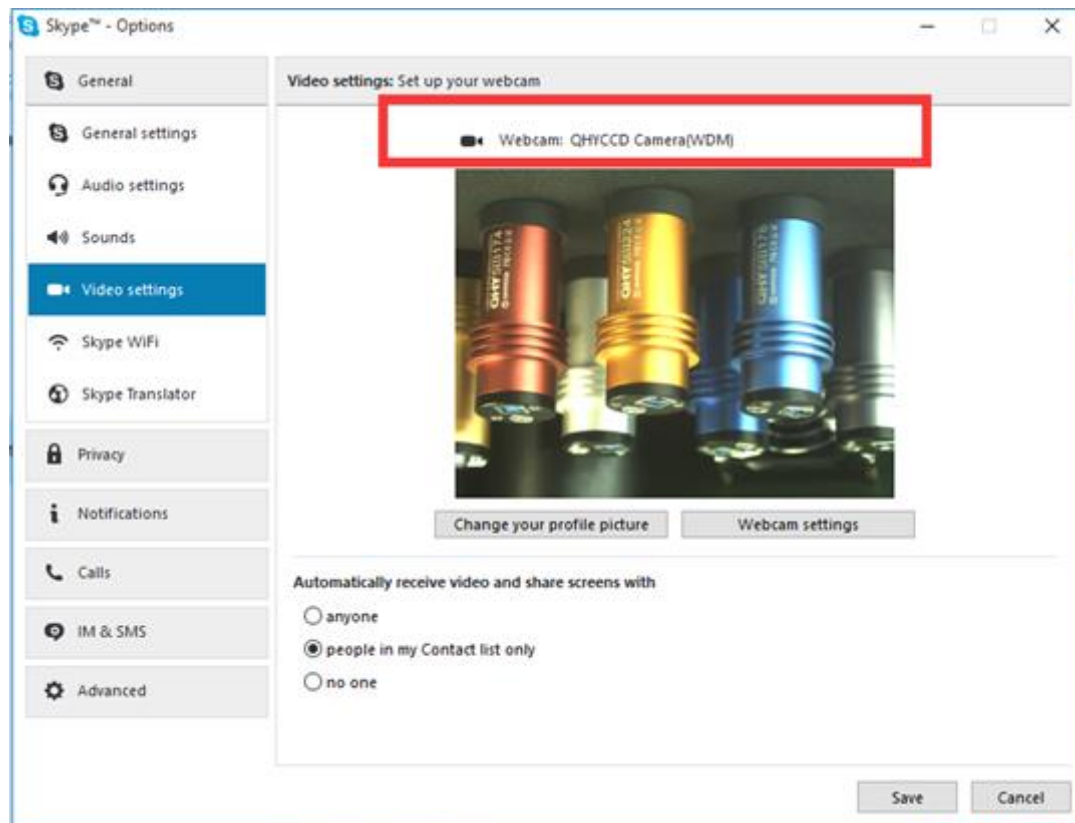 Skype™ - Options
General
General settings
Audio settings
Sounds
Video settings
Skype WiFi
Skype Translator
Privacy
Notifications
Calls
IM & SMS
Advanced
Video settings: Set up your webcam
Webcam: QHYCCD Camera(WDM)
Change your profile picture
Webcam settings
Automatically receive video and share screens with
anyone
people in my Contact list only
no one
Save
Cancel